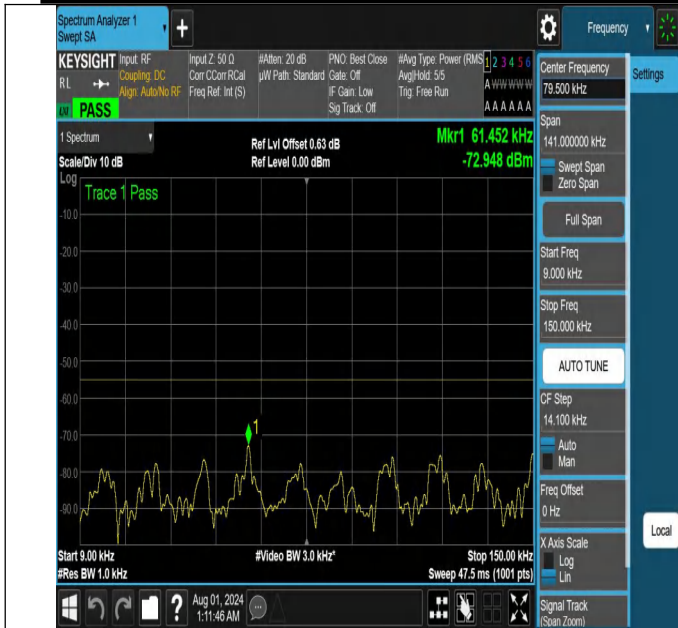 Spectrum Analyzer 1
Swept SA
+
Frequency
KEYSIGHT
RL
LXI PASS
Input: RF
Coupling: DC
Align: Auto/No RF
Input Z: 50 Ω
Corr CCorr RCal
Freq Ref: Int (S)
#Atten: 20 dB
µW Path: Standard
PNO: Best Close
Gate: Off
IF Gain: Low
Sig Track: Off
#Avg Type: Power (RMS
Avg|Hold: 5/5
Trig: Free Run
1 2 3 4 5 6
A W W W W W
A A A A A A
1 Spectrum
Scale/Div 10 dB
Ref Lvl Offset 0.63 dB
Ref Level 0.00 dBm
Mkr1 61.452 kHz
-72.948 dBm
Log
Trace 1 Pass
-10.0
-20.0
-30.0
-40.0
-50.0
-60.0
1
-70.0
-80.0
-90.0
Start 9.00 kHz
#Video BW 3.0 kHz*
Stop 150.00 kHz
#Res BW 1.0 kHz
Sweep 47.5 ms (1001 pts)
Aug 01, 2024
1:11:46 AM
Center Frequency
79.500 kHz
Settings
Span
141.000000 kHz
Swept Span
Zero Span
Full Span
Start Freq
9.000 kHz
Stop Freq
150.000 kHz
AUTO TUNE
CF Step
14.100 kHz
Auto
Man
Freq Offset
0 Hz
Local
X Axis Scale
Log
Lin
Signal Track
(Span Zoom)